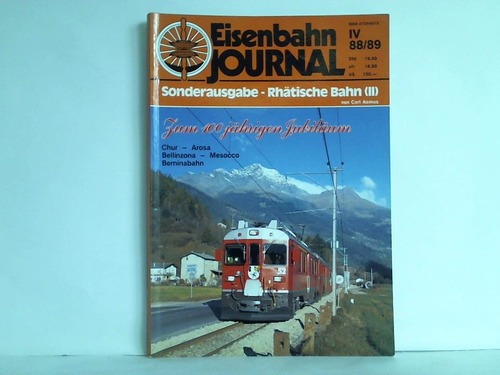 Eisenbahn
JOURNAL
IV
88/89
Sonderausgabe - Rhätische Bahn (II)
von Carl Asmus
Zum 100 jährigen Jubiläum
Chur - Arosa
Bellinzona - Mesocco
Berninabahn